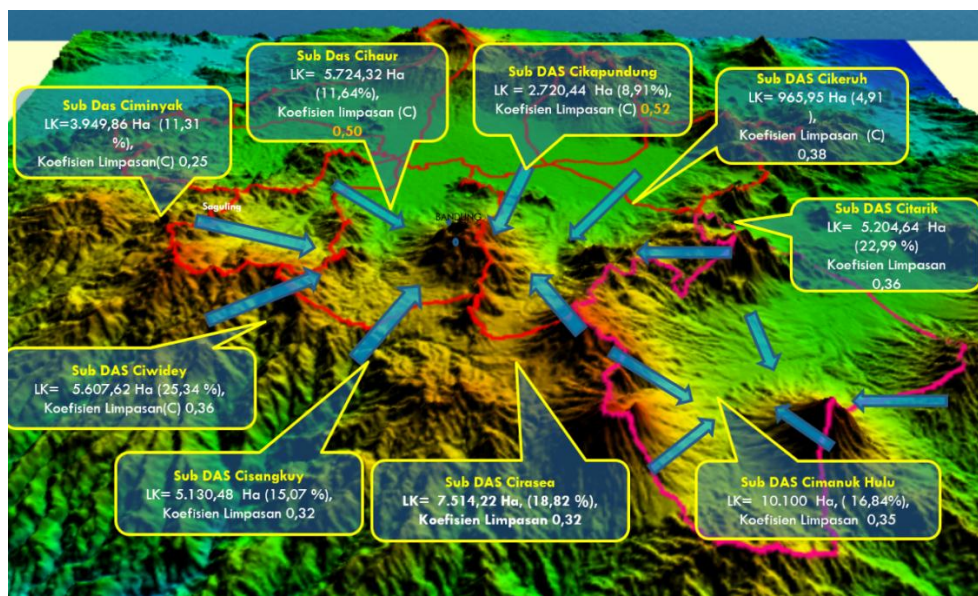 Sub Das Ciminyak
LK=3.949,86 Ha (11,31
%),
Koefisien Limpasan(C) 0,25
Sub Das Cihaur
LK= 5.724,32 Ha
(11,64%),
Koefisien limpasan (C)
0,50
Sub DAS Cikapundung
LK = 2.720,44 Ha (8,91%),
Koefisien Limpasan (C) 0,52
Sub DAS Cikeruh
LK= 965,95 Ha (4,91
),
Koefisien Limpasan (C)
0,38
Saguling
BANDUNG
Sub DAS Citarik
LK = 5.204,64 Ha
(22,99 %)
Koefisien Limpasan
0,36
Sub DAS Ciwidey
LK= 5.607,62 Ha (25,34 %),
Koefisien Limpasan(C) 0,36
Sub DAS Cisangkuy
LK= 5.130,48 Ha (15,07 %),
Koefisien Limpasan 0,32
Sub DAS Cirasea
LK= 7.514,22 Ha, (18,82 %),
Koefisien Limpasan 0,32
Sub DAS Cimanuk Hulu
LK= 10.100 Ha, ( 16,84%),
Koefisien Limpasan 0,35